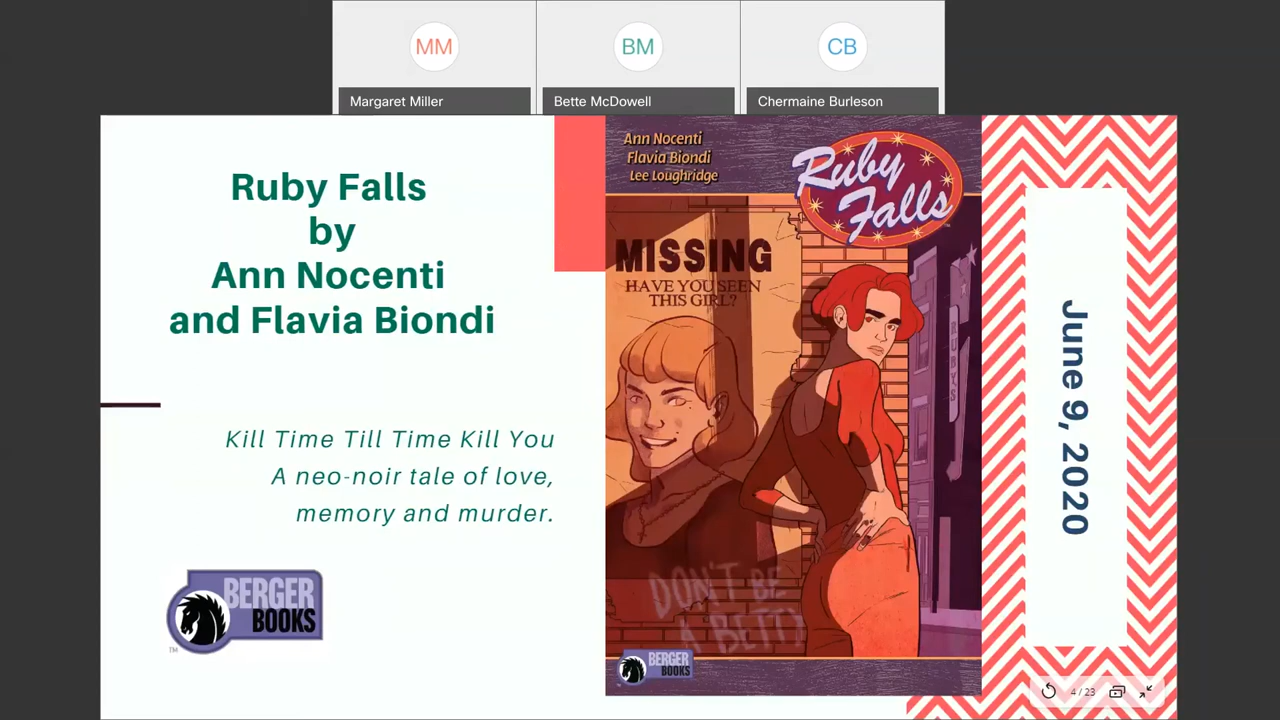 MM
BM
CB
Margaret Miller
Bette McDowell
Chermaine Burleson
Ruby Falls
by
Ann Nocenti
and Flavia Biondi
Kill Time Till Time Kill You
A neo-noir tale of love,
memory and murder.
BERGER
BOOKS
TM
Ann Nocenti
Flavia Biondi
Lee Loughridge
Ruby
Falls
MISSING
HAVE YOU SEEN
THIS GIRL?
RUBY'S
DON'T BE
A BETTY
BERGER
BOOKS
June 9, 2020
4 / 23